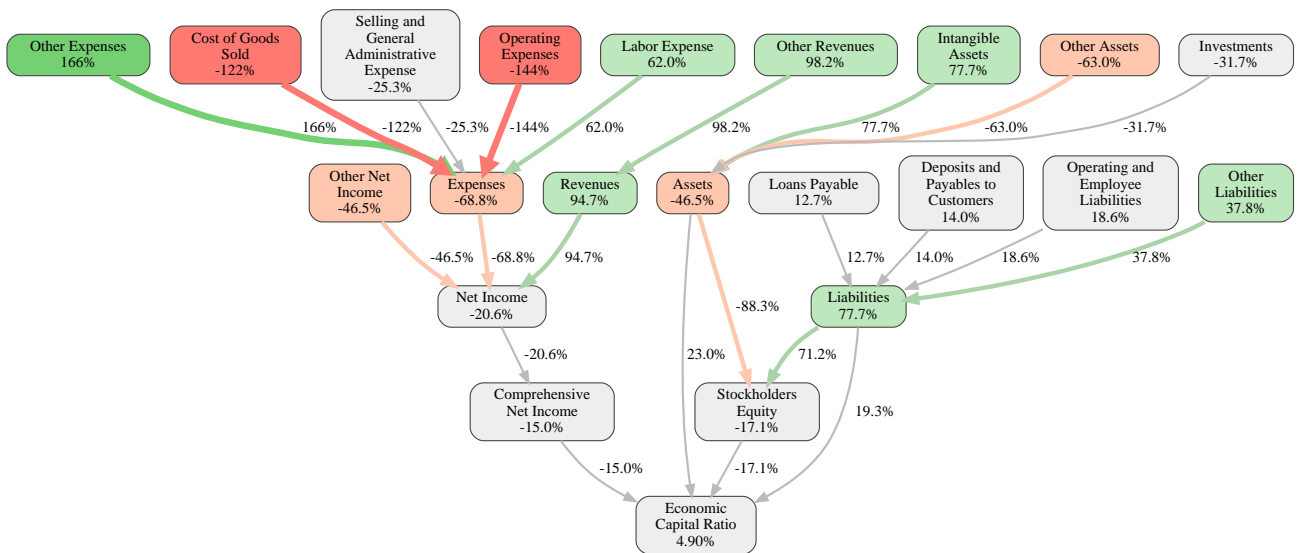 Other Expenses
166%
Cost of Goods
Sold
-122%
Selling and
General
Administrative
Expense
-25.3%
Operating
Expenses
-144%
Labor Expense
62.0%
Other Revenues
98.2%
Intangible
Assets
77.7%
Other Assets
-63.0%
Investments
-31.7%
166%
-122%
-25.3%
-144%
62.0%
98.2%
77.7%
-63.0%
-31.7%
Other Net
Income
-46.5%
Expenses
-68.8%
Revenues
94.7%
Assets
-46.5%
Loans Payable
12.7%
Deposits and
Payables to
Customers
14.0%
Operating and
Employee
Liabilities
18.6%
Other
Liabilities
37.8%
-46.5%
-68.8%
94.7%
12.7%
14.0%
18.6%
37.8%
Net Income
-20.6%
-88.3%
Liabilities
77.7%
-20.6%
23.0%
71.2%
Comprehensive
Net Income
-15.0%
Stockholders
Equity
-17.1%
19.3%
-15.0%
-17.1%
Economic
Capital Ratio
4.90%